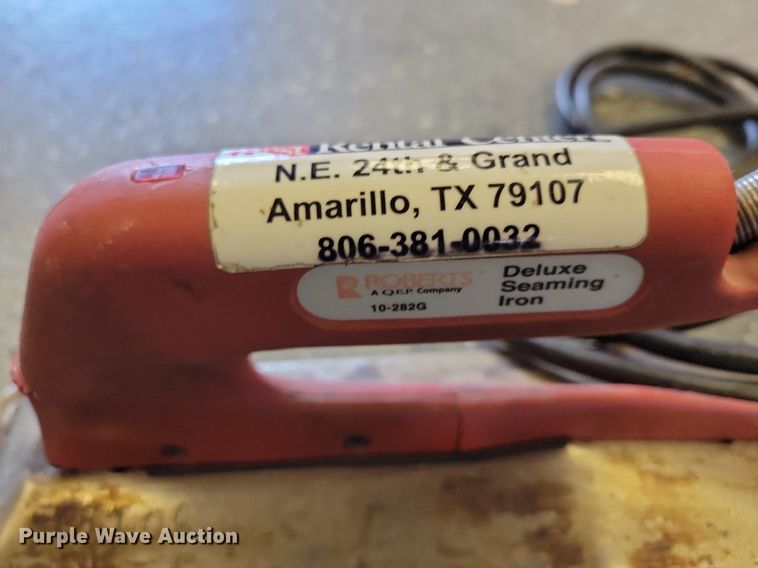 Rental Center
N.E. 24th & Grand
Amarillo, TX 79107
806-381-0032
ROBERTS
A Q.E.P. Company
10-282G
Deluxe
Seaming
Iron
Purple Wave Auction